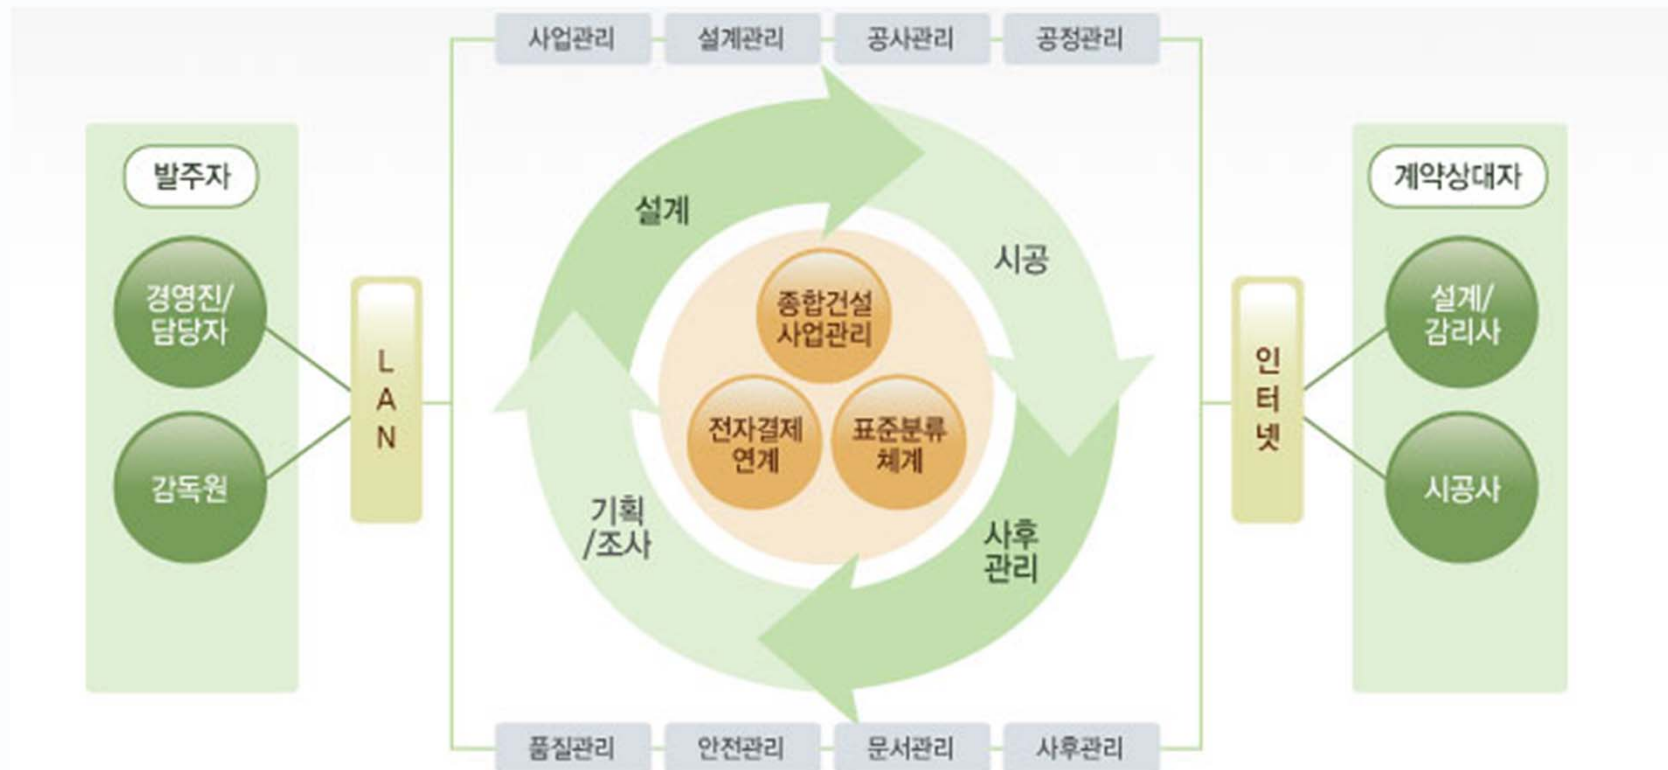 사업관리 설계관리 공사관리 공정관리
발주자
경영진/
담당자
감독원
L
A
N
설계
시공
사후
관리
기획
/조사
종합건설
사업관리
전자결제
연계
표준분류
체계
인
터
넷
계약상대자
설계/
감리사
시공사
품질관리 안전관리 문서관리 사후관리